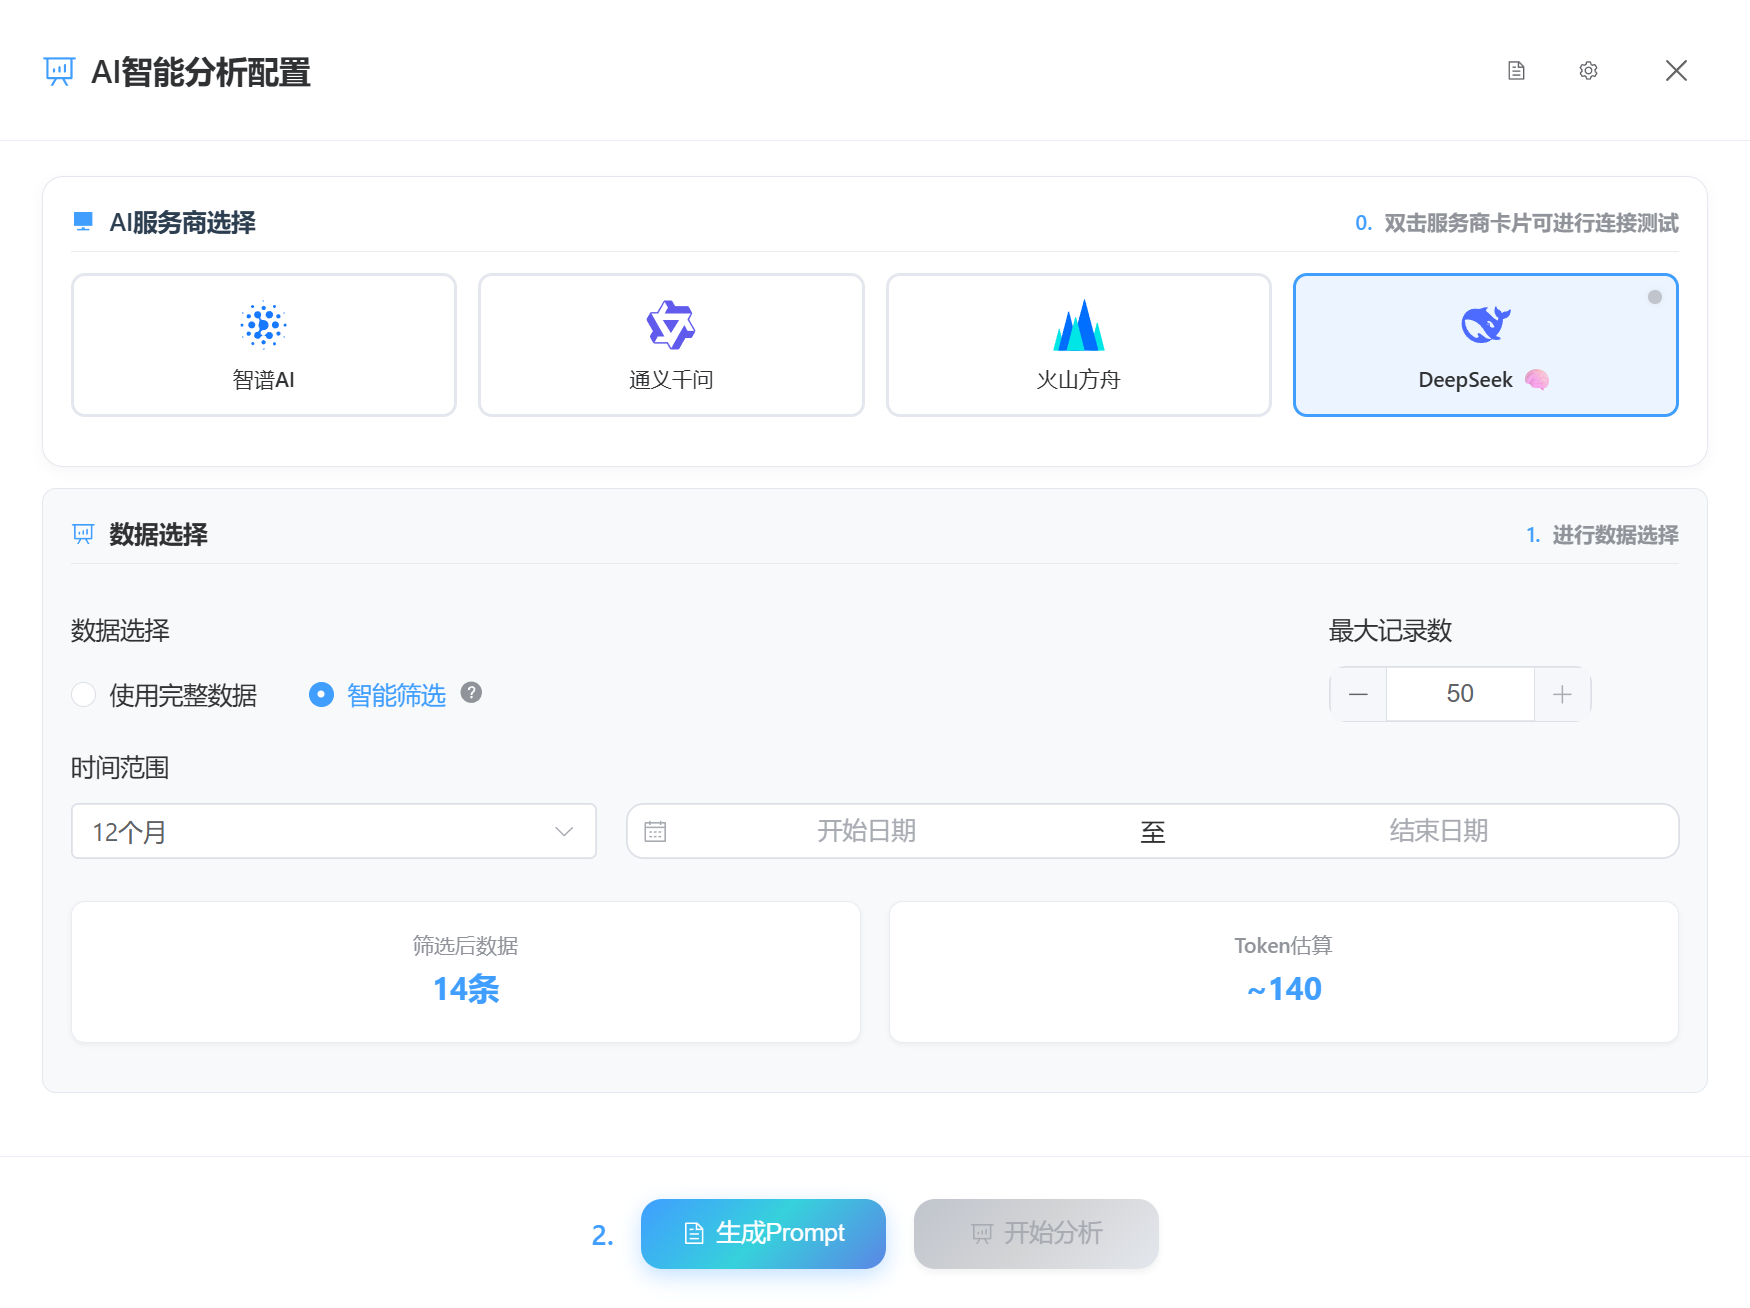 AI智能分析配置
AI服务商选择
0. 双击服务商卡片可进行连接测试
智谱AI
通义千问
火山方舟
DeepSeek
数据选择
1. 进行数据选择
数据选择
最大记录数
使用完整数据
智能筛选
?
50
时间范围
12个月
开始日期
至
结束日期
筛选后数据
Token估算
14条
~140
2.
生成Prompt
开始分析